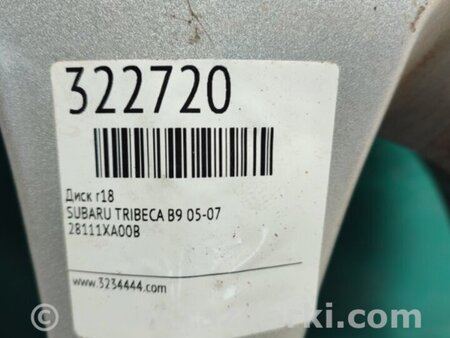 322720
Диск r18
SUBARU TRIBECA B9 05-07
28111XA00B
www.3234444.com